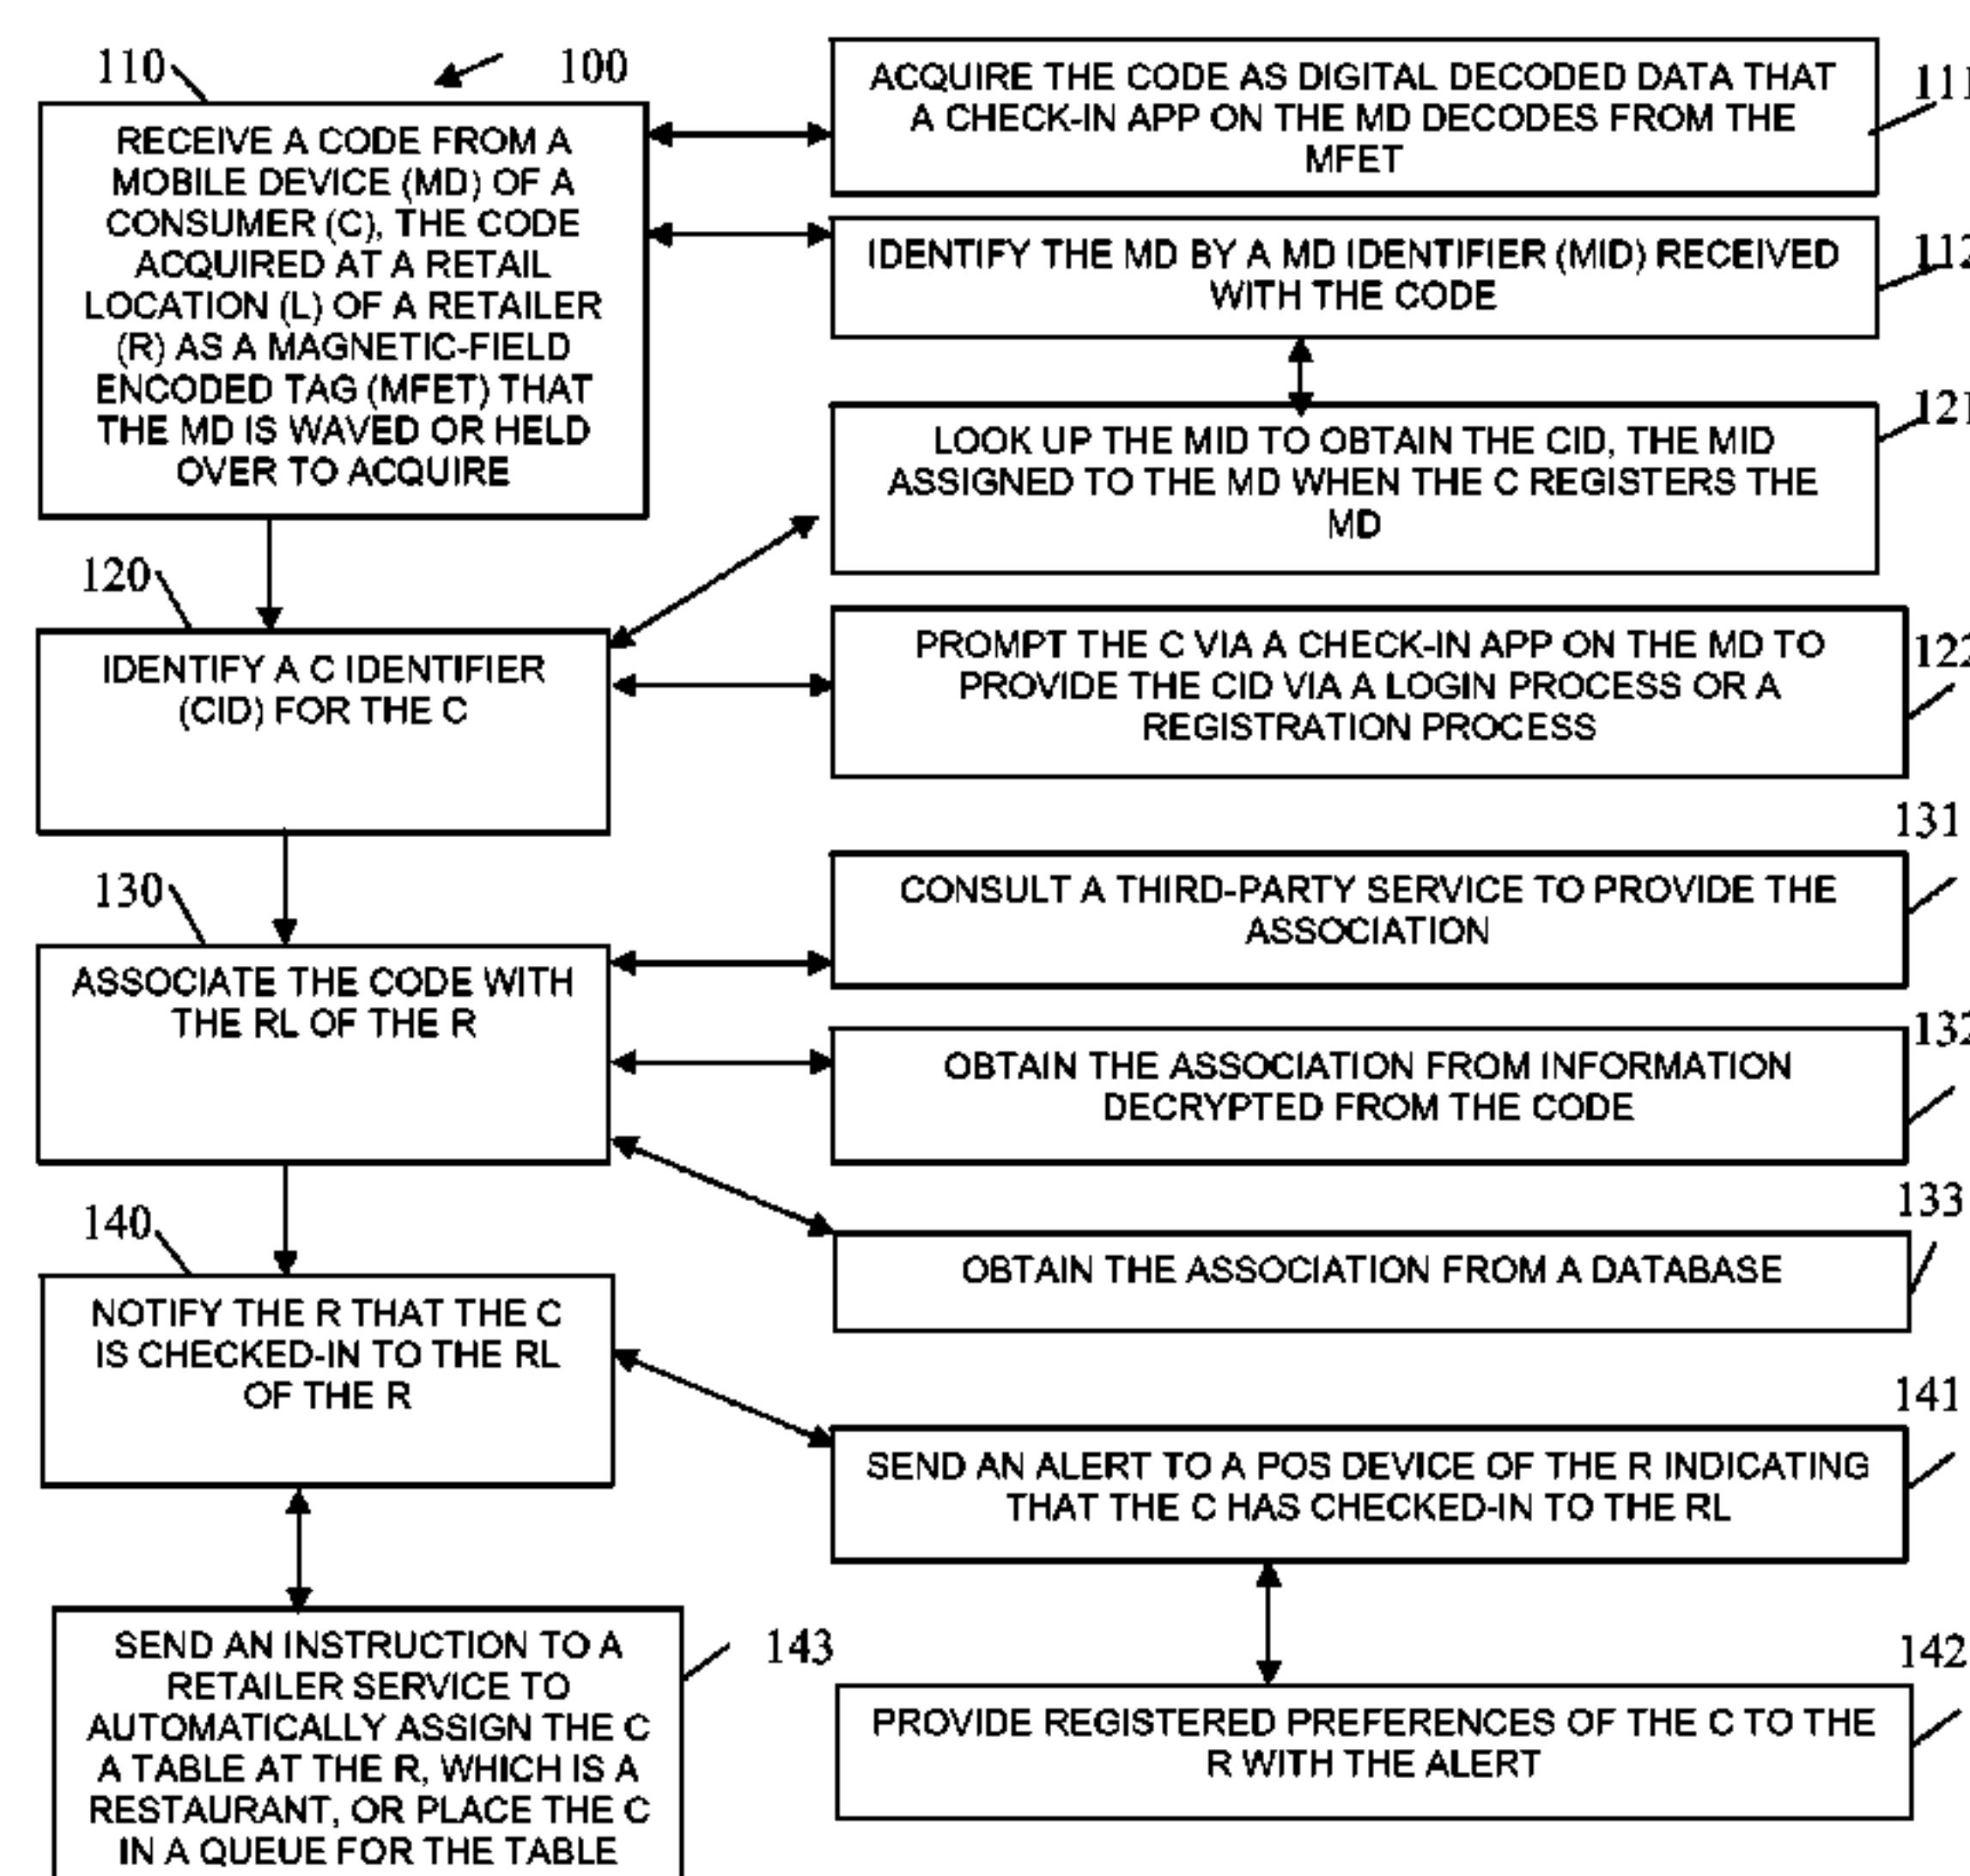 110
100
RECEIVE A CODE FROM A
MOBILE DEVICE (MD) OF A
CONSUMER (C), THE CODE
ACQUIRED AT A RETAIL
LOCATION (L) OF A RETAILER
(R) AS A MAGNETIC-FIELD
ENCODED TAG (MFET) THAT
THE MD IS WAVED OR HELD
OVER TO ACQUIRE
ACQUIRE THE CODE AS DIGITAL DECODED DATA THAT
A CHECK-IN APP ON THE MD DECODES FROM THE
MFET
111
IDENTIFY THE MD BY A MD IDENTIFIER (MID) RECEIVED
WITH THE CODE
112
LOOK UP THE MID TO OBTAIN THE CID, THE MID
ASSIGNED TO THE MD WHEN THE C REGISTERS THE
MD
121
120
IDENTIFY A C IDENTIFIER
(CID) FOR THE C
PROMPT THE C VIA A CHECK-IN APP ON THE MD TO
PROVIDE THE CID VIA A LOGIN PROCESS OR A
REGISTRATION PROCESS
122
130
ASSOCIATE THE CODE WITH
THE RL OF THE R
131
CONSULT A THIRD-PARTY SERVICE TO PROVIDE THE
ASSOCIATION
132
OBTAIN THE ASSOCIATION FROM INFORMATION
DECRYPTED FROM THE CODE
133
OBTAIN THE ASSOCIATION FROM A DATABASE
140
NOTIFY THE R THAT THE C
IS CHECKED-IN TO THE RL
OF THE R
141
SEND AN ALERT TO A POS DEVICE OF THE R INDICATING
THAT THE C HAS CHECKED-IN TO THE RL
142
PROVIDE REGISTERED PREFERENCES OF THE C TO THE
R WITH THE ALERT
143
SEND AN INSTRUCTION TO A
RETAILER SERVICE TO
AUTOMATICALLY ASSIGN THE C
A TABLE AT THE R, WHICH IS A
RESTAURANT, OR PLACE THE C
IN A QUEUE FOR THE TABLE